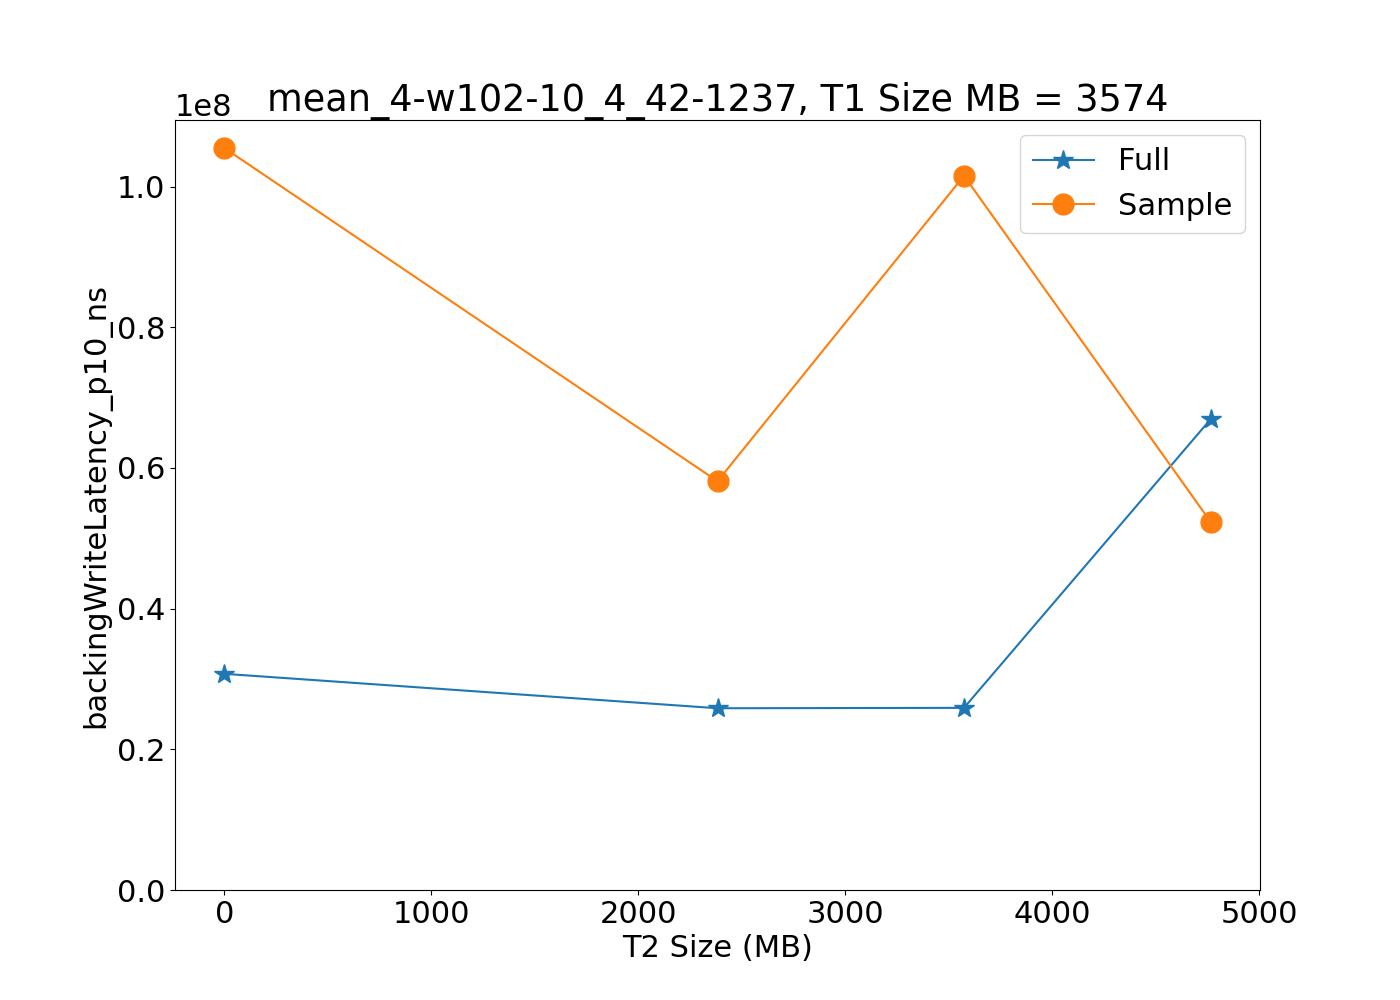 mean_4-w102-10_4_42-1237, T1 Size MB = 3574
1e8
Full
Sample
1.0
0.8
0.6
0.4
0.2
0.0
backingWriteLatency_p10_ns
0 1000 2000 3000 4000 5000
T2 Size (MB)